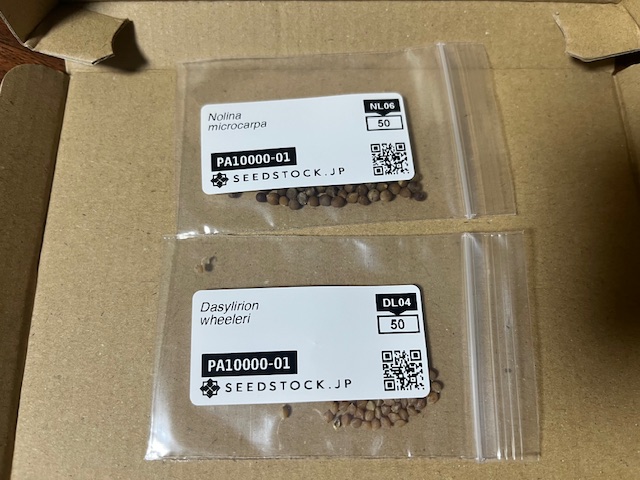 Nolina
microcarpa
NL06
50
PA10000-01
SEEDSTOCK.JP
Dasylirion
wheeleri
DL04
50
PA10000-01
SEEDSTOCK.JP